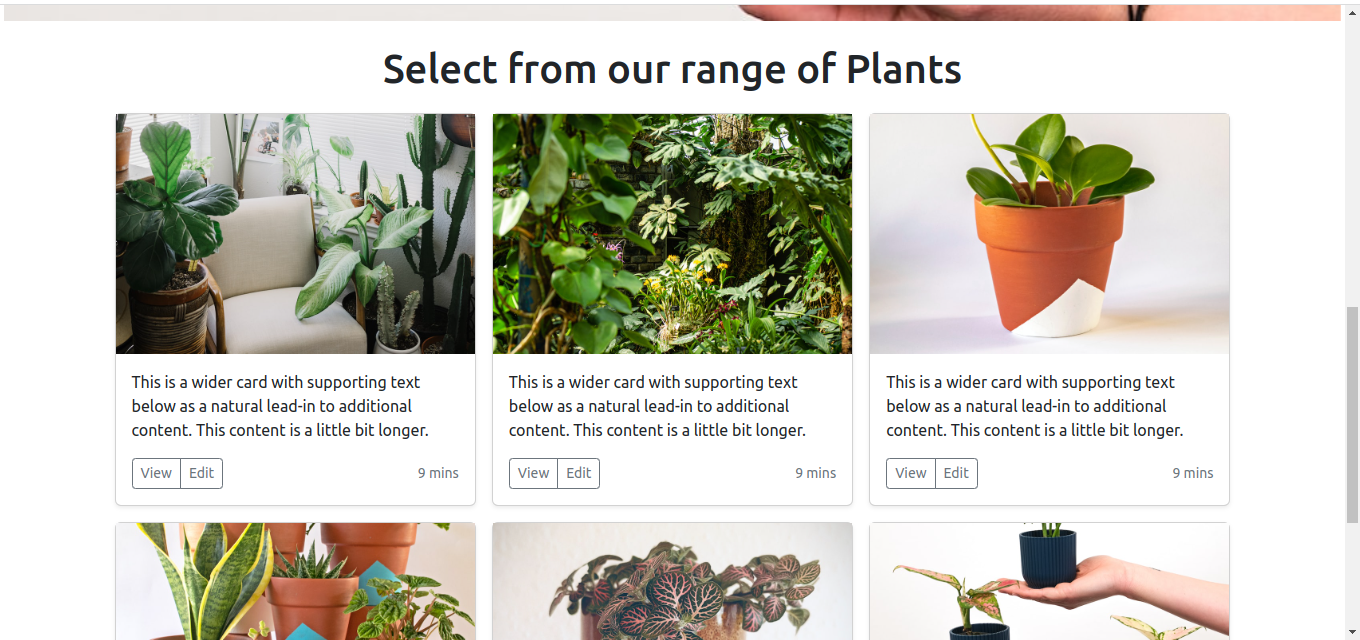 Select from our range of Plants
This is a wider card with supporting text
below as a natural lead-in to additional
content. This content is a little bit longer.
View Edit 9 mins
This is a wider card with supporting text
below as a natural lead-in to additional
content. This content is a little bit longer.
View Edit 9 mins
This is a wider card with supporting text
below as a natural lead-in to additional
content. This content is a little bit longer.
View Edit 9 mins